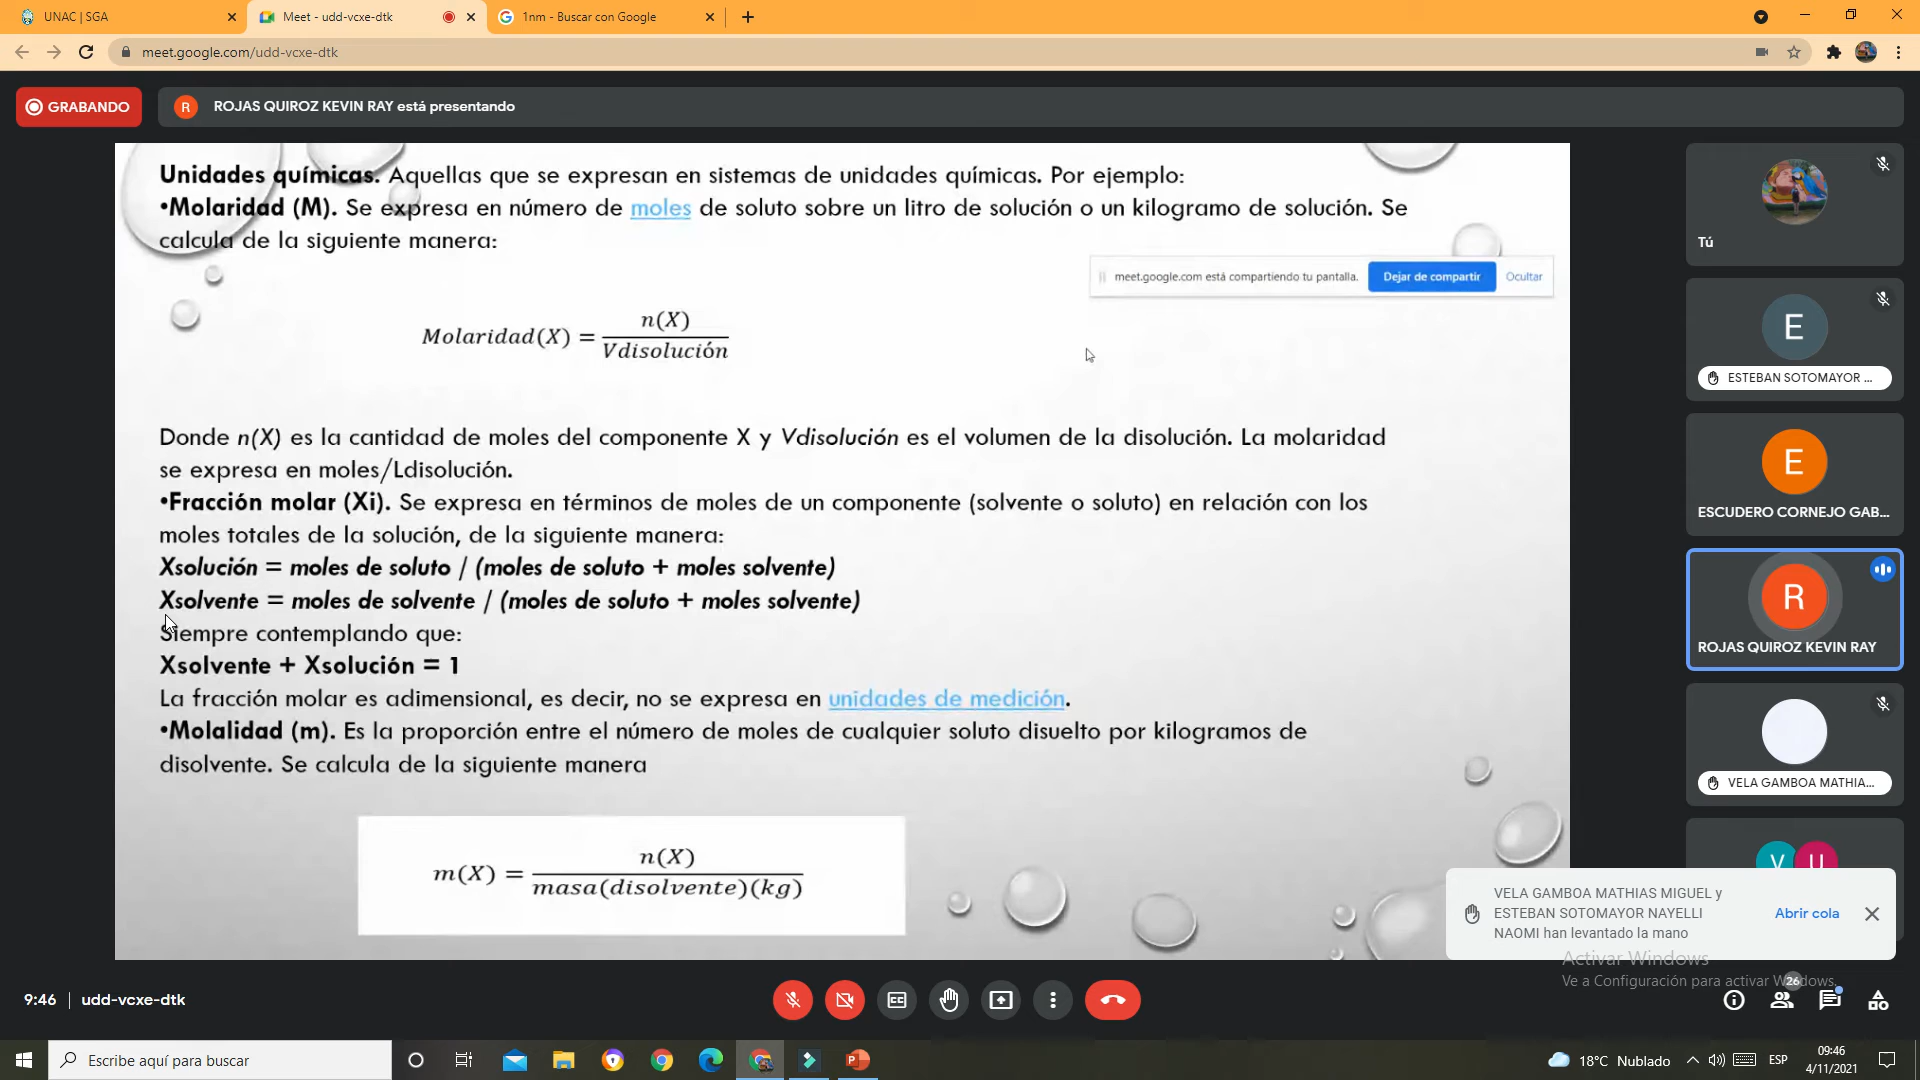 UNAC | SGA
Meet - udd-vcxe-dtk
1nm - Buscar con Google
meet.google.com/udd-vcxe-dtk
GRABANDO
R
ROJAS QUIROZ KEVIN RAY está presentando
Unidades químicas. Aquellas que se expresan en sistemas de unidades químicas. Por ejemplo:
•Molaridad (M). Se expresa en número de moles de soluto sobre un litro de solución o un kilogramo de solución. Se
calcula de la siguiente manera:
meet.google.com está compartiendo tu pantalla. Dejar de compartir Ocultar
Molaridad(X) = n(X) / Vdisolución
Donde n(X) es la cantidad de moles del componente X y Vdisolución es el volumen de la disolución. La molaridad
se expresa en moles/Ldisolución.
•Fracción molar (Xi). Se expresa en términos de moles de un componente (solvente o soluto) en relación con los
moles totales de la solución, de la siguiente manera:
Xsolución = moles de soluto / (moles de soluto + moles solvente)
Xsolvente = moles de solvente / (moles de soluto + moles solvente)
Siempre contemplando que:
Xsolvente + Xsolución = 1
La fracción molar es adimensional, es decir, no se expresa en unidades de medición.
•Molalidad (m). Es la proporción entre el número de moles de cualquier soluto disuelto por kilogramos de
disolvente. Se calcula de la siguiente manera
m(X) = n(X) / masa(disolvente)(kg)
Tú
E
ESTEBAN SOTOMAYOR ...
E
ESCUDERO CORNEJO GAB...
R
ROJAS QUIROZ KEVIN RAY
VELA GAMBOA MATHIA...
V U
VELA GAMBOA MATHIAS MIGUEL y
ESTEBAN SOTOMAYOR NAYELLI
NAOMI han levantado la mano
Abrir cola
Activar Windows
Ve a Configuración para activar Windows.
26
9:46 | udd-vcxe-dtk
Escribe aquí para buscar
18°C Nublado
ESP
09:46
4/11/2021